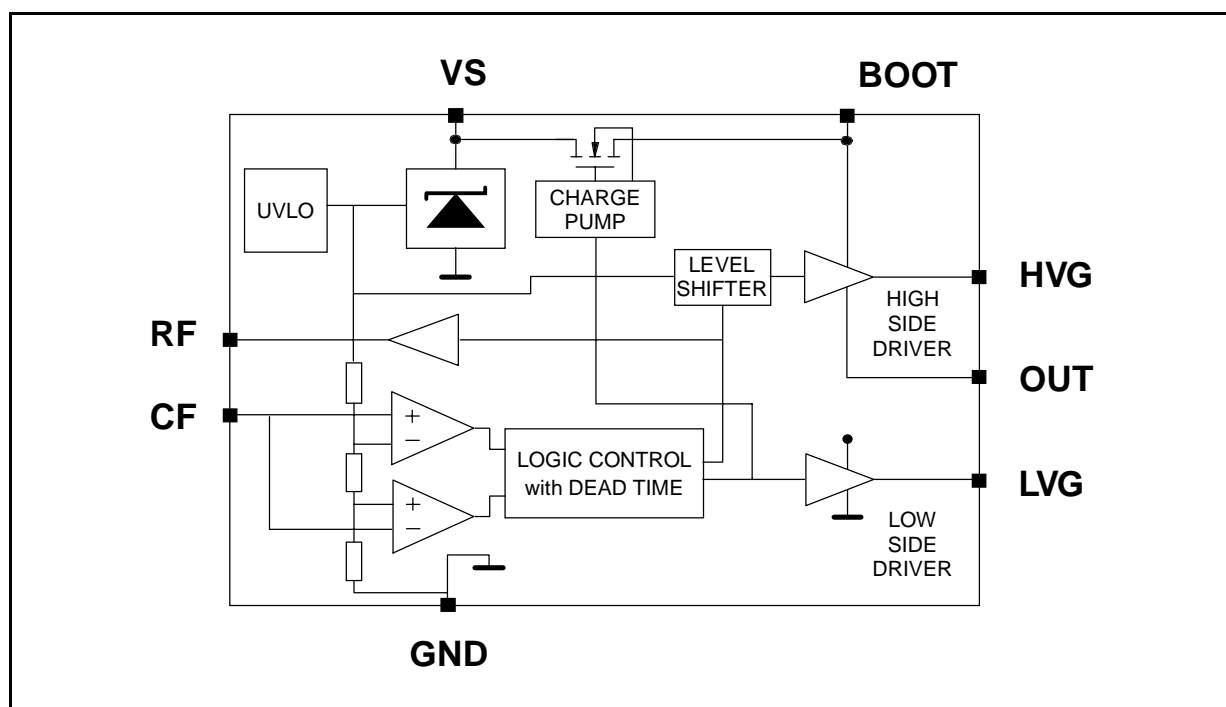 VS
BOOT
UVLO
CHARGE
PUMP
LEVEL
SHIFTER
HVG
HIGH
SIDE
DRIVER
RF
OUT
CF
+
−
LOGIC CONTROL
with DEAD TIME
+
−
LVG
LOW
SIDE
DRIVER
GND